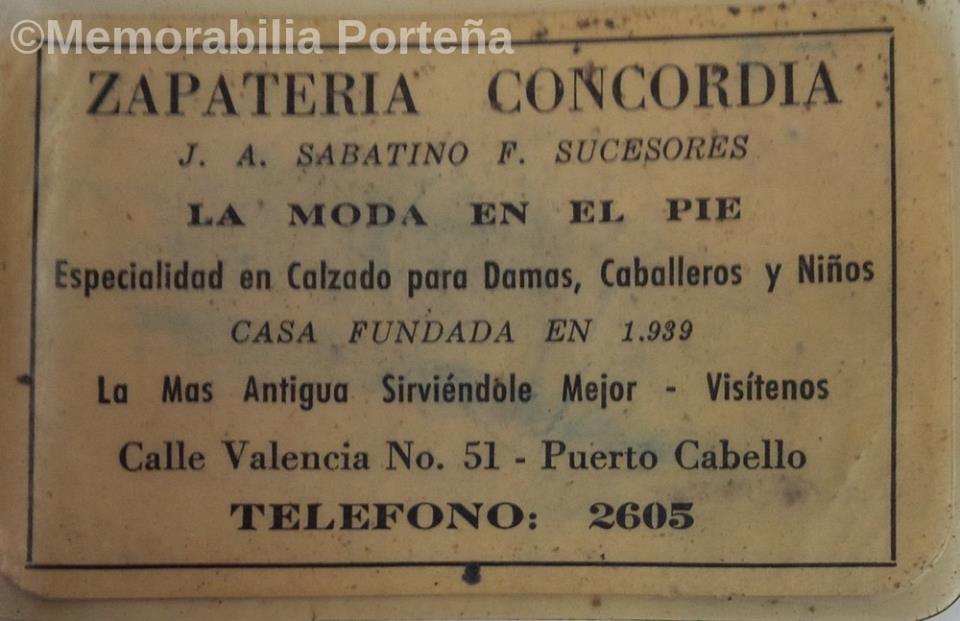 ©Memorabilia Porteña
ZAPATERIA CONCORDIA
J. A. SABATINO F. SUCESORES
LA MODA EN EL PIE
Especialidad en Calzado para Damas, Caballeros y Niños
CASA FUNDADA EN 1.939
La Mas Antigua Sirviéndole Mejor - Visítenos
Calle Valencia No. 51 - Puerto Cabello
TELEFONO: 2605